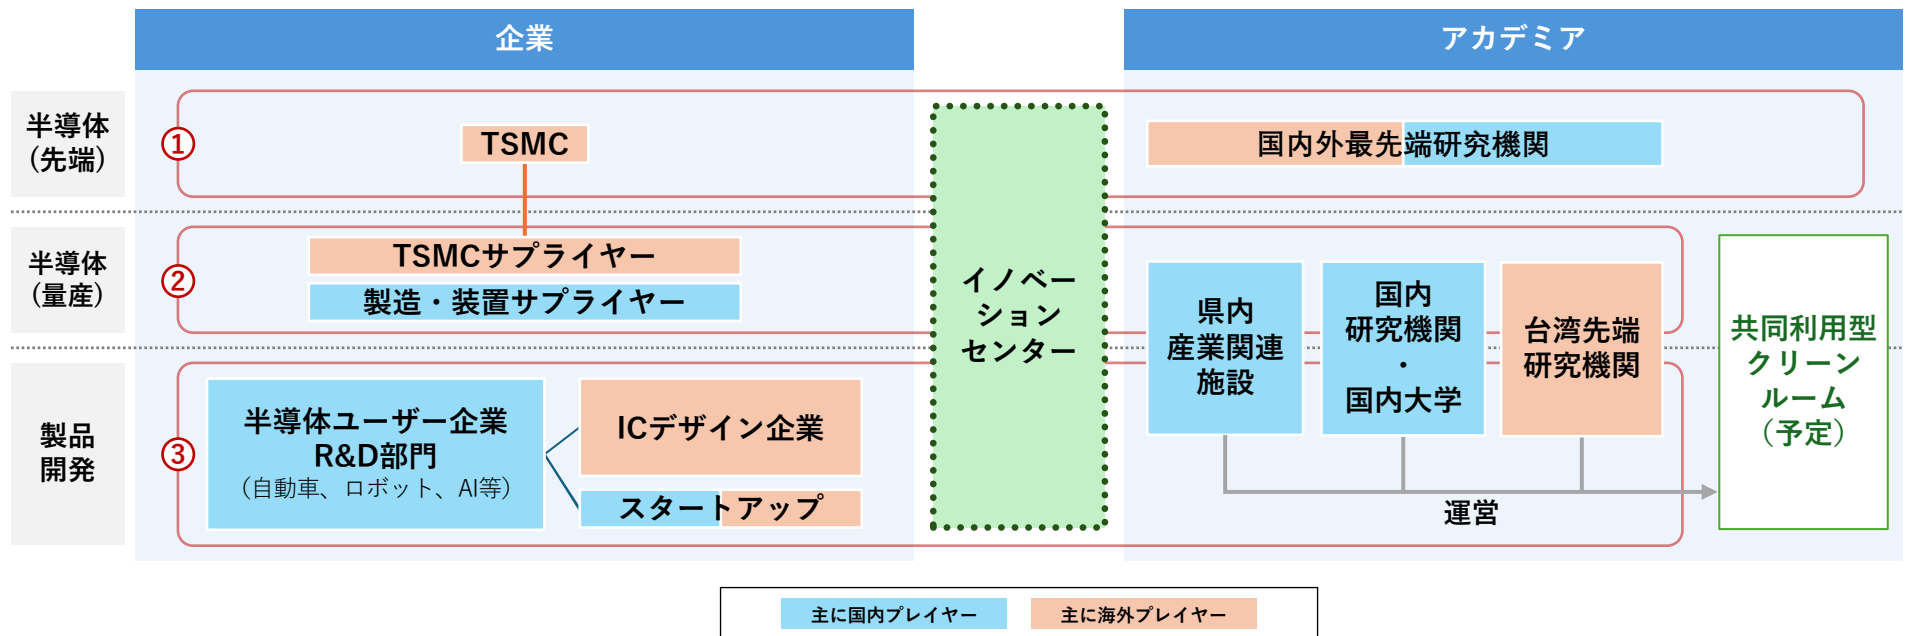 企業
アカデミア
半導体
(先端)
①
TSMC
国内外最先端研究機関
半導体
(量産)
②
TSMCサプライヤー
製造・装置サプライヤー
イノベー
ション
センター
県内
産業関連
施設
国内
研究機関
・
国内大学
台湾先端
研究機関
共同利用型
クリーン
ルーム
（予定）
製品
開発
③
半導体ユーザー企業
R&D部門
（自動車、ロボット、AI等）
ICデザイン企業
スタートアップ
運営
主に国内プレイヤー
主に海外プレイヤー